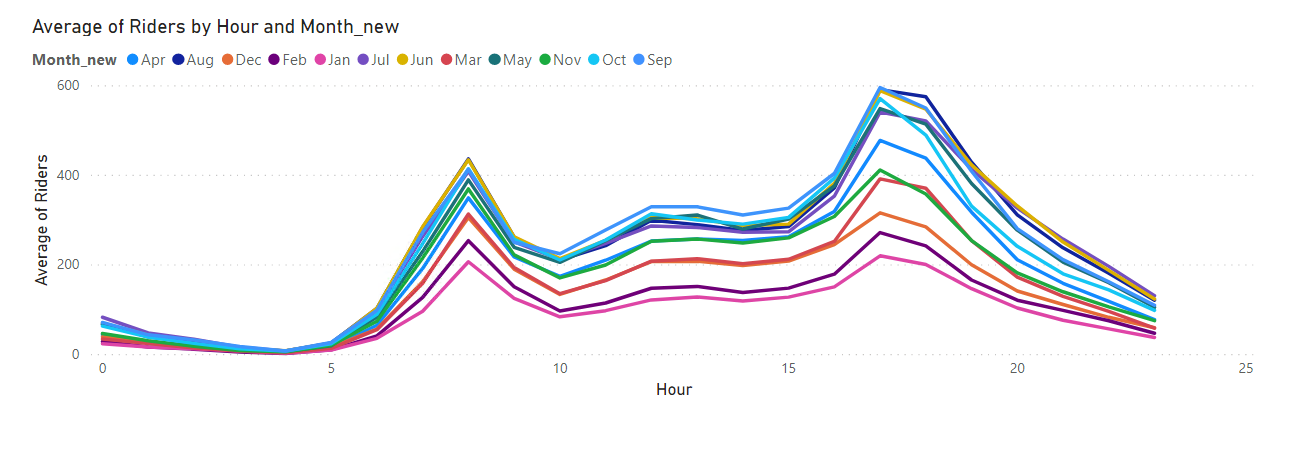 Average of Riders by Hour and Month_new
Month_new Apr Aug Dec Feb Jan Jul Jun Mar May Nov Oct Sep
600
400
200
0
Average of Riders
0 5 10 15 20 25
Hour